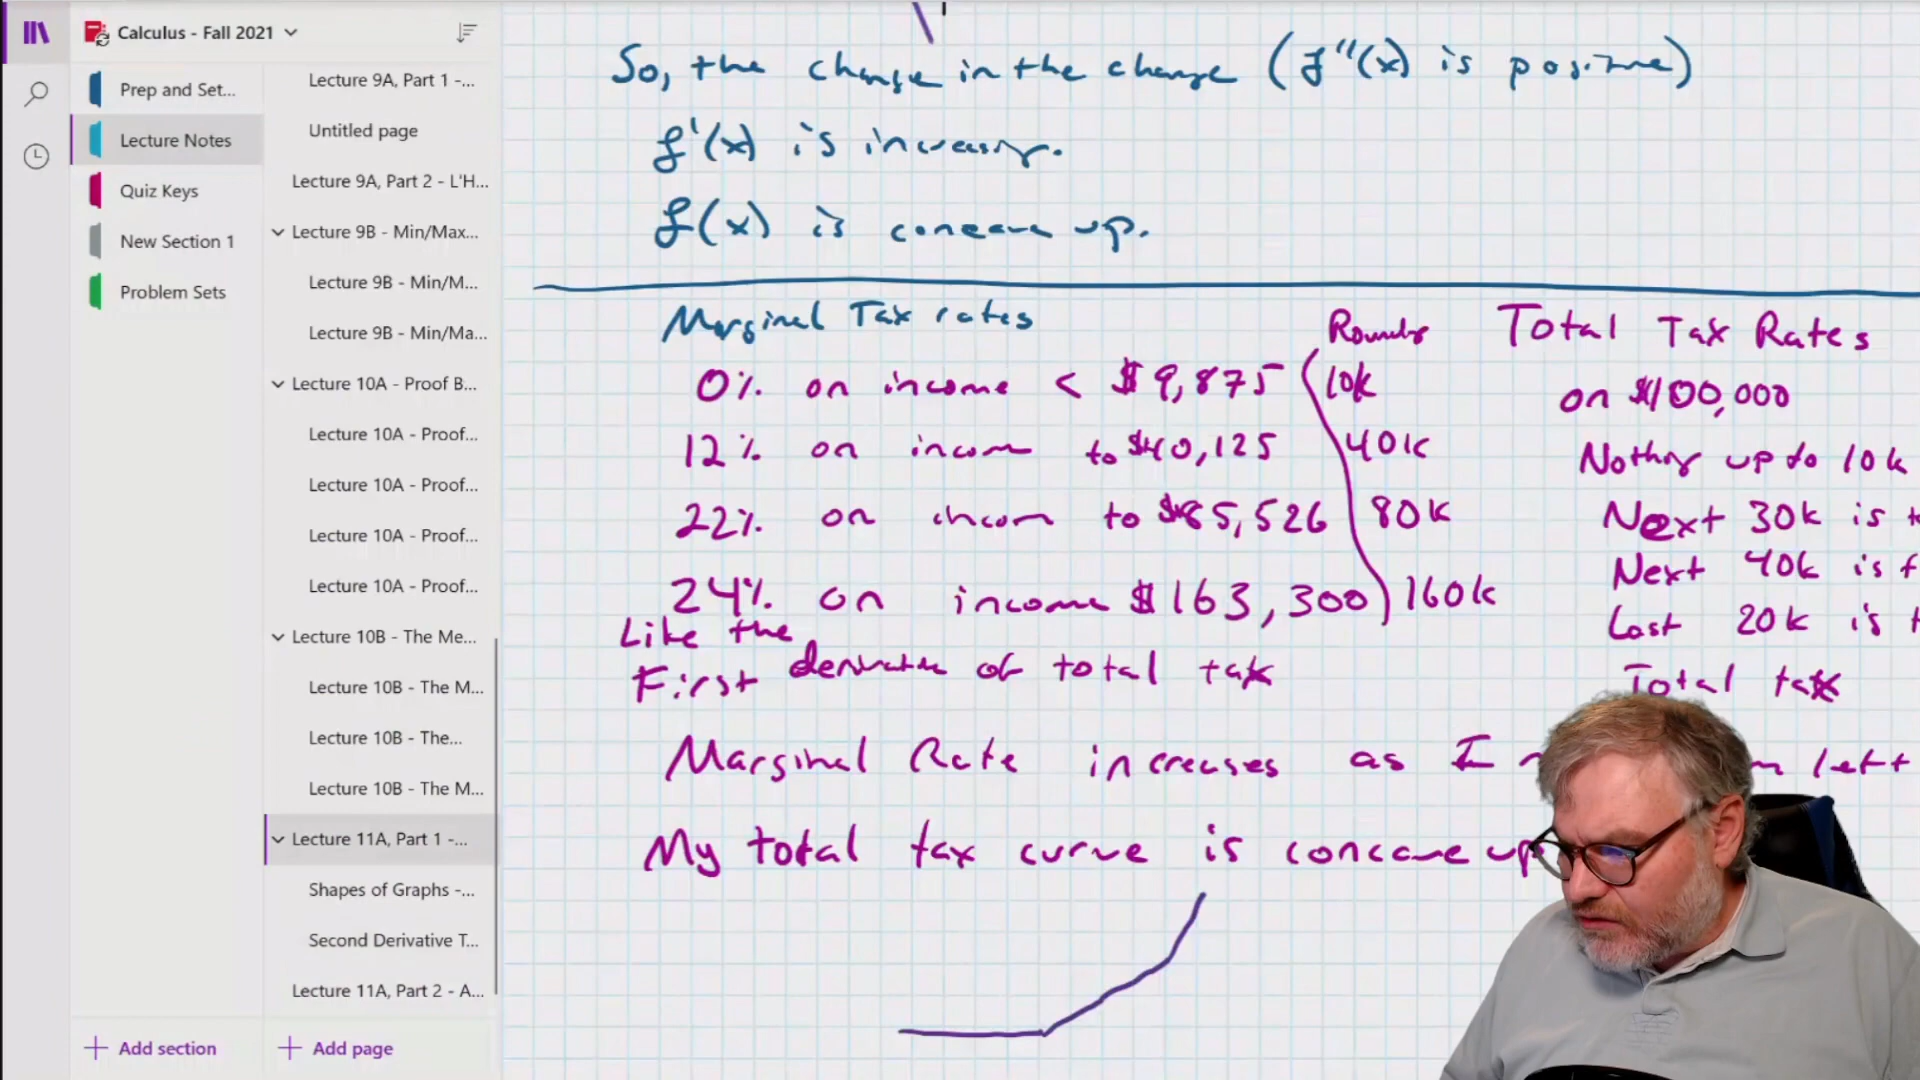 Calculus - Fall 2021
Prep and Set...
Lecture Notes
Quiz Keys
New Section 1
Problem Sets
Add section
Lecture 9A, Part 1 -...
Untitled page
Lecture 9A, Part 2 - L'H...
Lecture 9B - Min/Max...
Lecture 9B - Min/M...
Lecture 9B - Min/Ma...
Lecture 10A - Proof B...
Lecture 10A - Proof...
Lecture 10A - Proof...
Lecture 10A - Proof...
Lecture 10A - Proof...
Lecture 10B - The Me...
Lecture 10B - The M...
Lecture 10B - The...
Lecture 10B - The M...
Lecture 11A, Part 1 -...
Shapes of Graphs -...
Second Derivative T...
Lecture 11A, Part 2 - A...
Add page
So, the change in the change (f''(x) is positive)
f'(x) is increasing.
f(x) is concave up.
Marginal Tax rates
0% on income < $9,875
12% on income to $40,125
22% on income to $85,526
24% on income $163,300
Like the
First derivative of total tax
10k
40k
80k
160k
Total Tax Rates
on $100,000
Nothing up to 10k
Next 30k is
Next 40k is
Last 20k is
Total tax
Marginal Rate increases as I left
My total tax curve is concave up